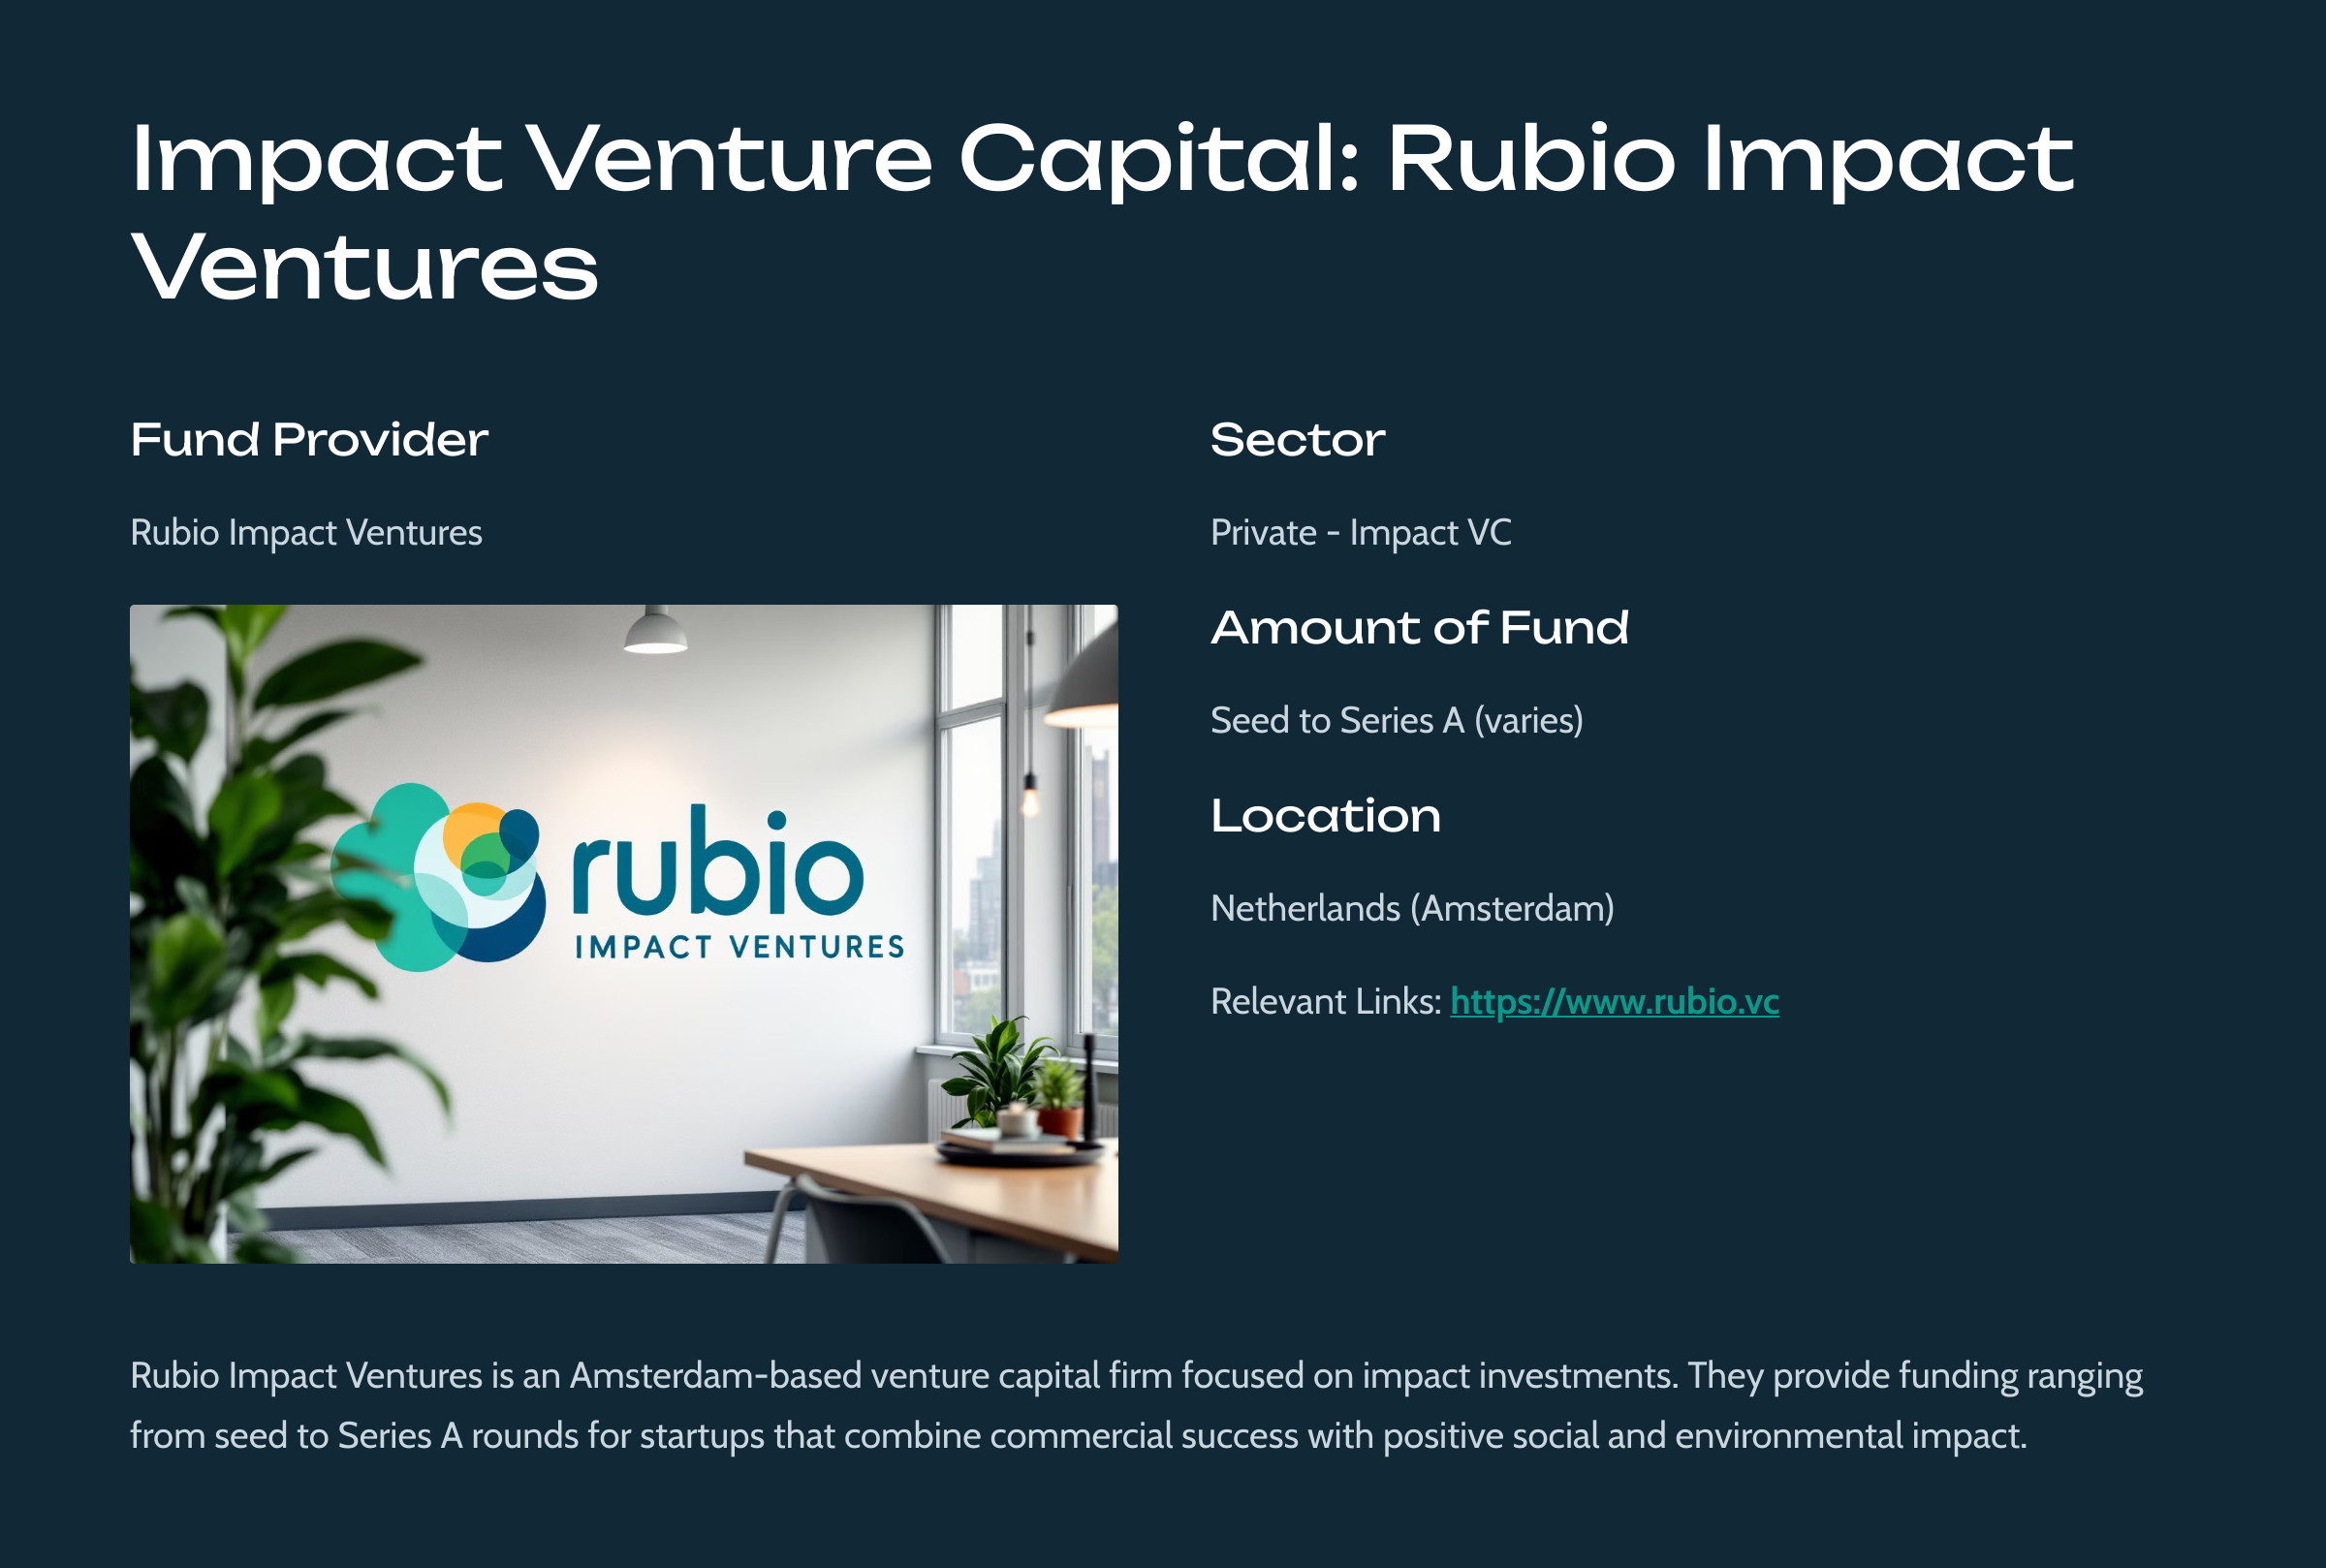 Impact Venture Capital: Rubio Impact
Ventures
Fund Provider
Rubio Impact Ventures
rubio
IMPACT VENTURES
Sector
Private - Impact VC
Amount of Fund
Seed to Series A (varies)
Location
Netherlands (Amsterdam)
Relevant Links: https://www.rubio.vc
Rubio Impact Ventures is an Amsterdam-based venture capital firm focused on impact investments. They provide funding ranging
from seed to Series A rounds for startups that combine commercial success with positive social and environmental impact.